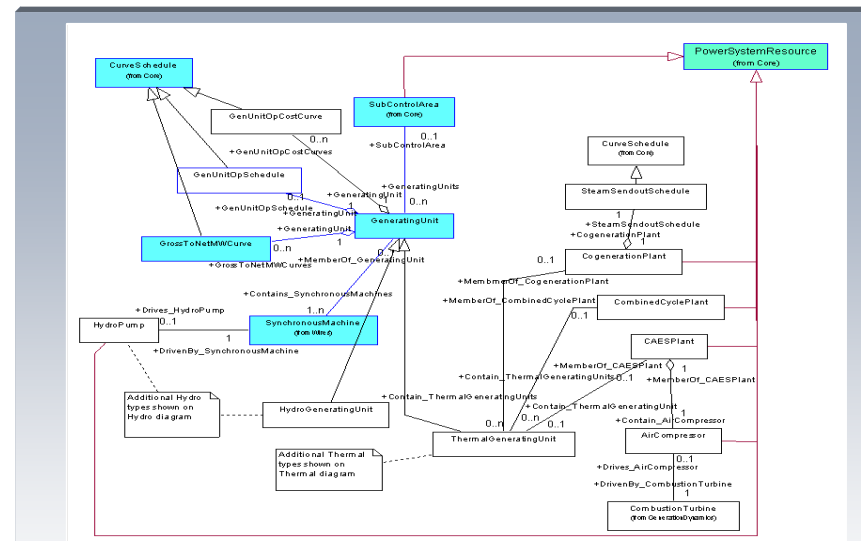 PowerSystemResource
(from Core)
CurveSchedule
(from Core)
SubControlArea
(from Core)
GenUnitOpCostCurve
0..n
+GenUnitOpCostCurves
0..1
+SubControlArea
CurveSchedule
(from Core)
GenUnitOpSchedule
0..1
+GenUnitOpSchedule
+GeneratingUnit
1
+GeneratingUnits
0..n
+GeneratingUnit
1
SteamSendoutSchedule
1
+SteamSendoutSchedule
+CogenerationPlant
1
GeneratingUnit
+GeneratingUnit
1
GrossToNetMWCurve
0..n
+GrossToNetMWCurves
0..1
+MemberOf_GeneratingUnit
CogenerationPlant
0..1
+MembmerOf_CogenerationPlant
+Contains_SynchronousMachines
1..n
+MemberOf_CombinedCyclePlant
CombinedCyclePlant
0..1
+Drives_HydroPump
HydroPump
0..1
1
+DrivenBy_SynchronousMachine
SynchronousMachine
(from Wires)
CAESPlant
+MemberOf_CAESPlant
0..1
+MemberOf_CAESPlant
+Contain_ThermalGeneratingUnits
+Contain_ThermalGeneratingUnits
+Contain_ThermalGeneratingUnit
1
+Contain_AirCompressor
Additional Hydro
types shown on
Hydro diagram
HydroGeneratingUnit
0..n
0..n
0..1
ThermalGeneratingUnit
AirCompressor
0..1
+Drives_AirCompressor
Additional Thermal
types shown on
Thermal diagram
+DrivenBy_CombustionTurbine
1
CombustionTurbine
(from GenerationDynamics)